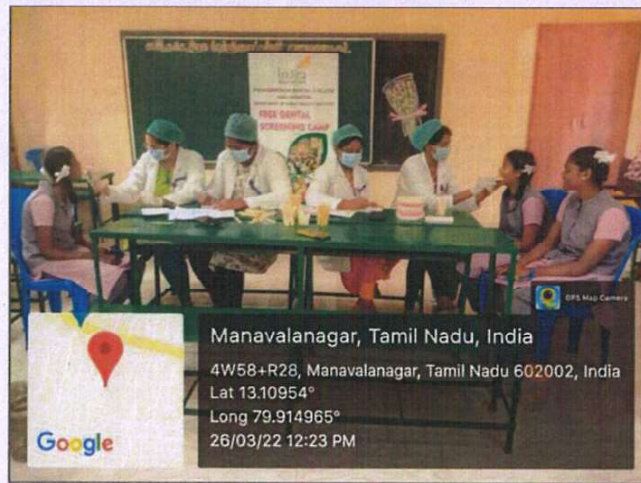 India
FREE DENTAL
SCREENING CAMP
GPS Map Camera
Manavalanagar, Tamil Nadu, India
4W58+R28, Manavalanagar, Tamil Nadu 602002, India
Lat 13.10954°
Long 79.914965°
26/03/22 12:23 PM
Google